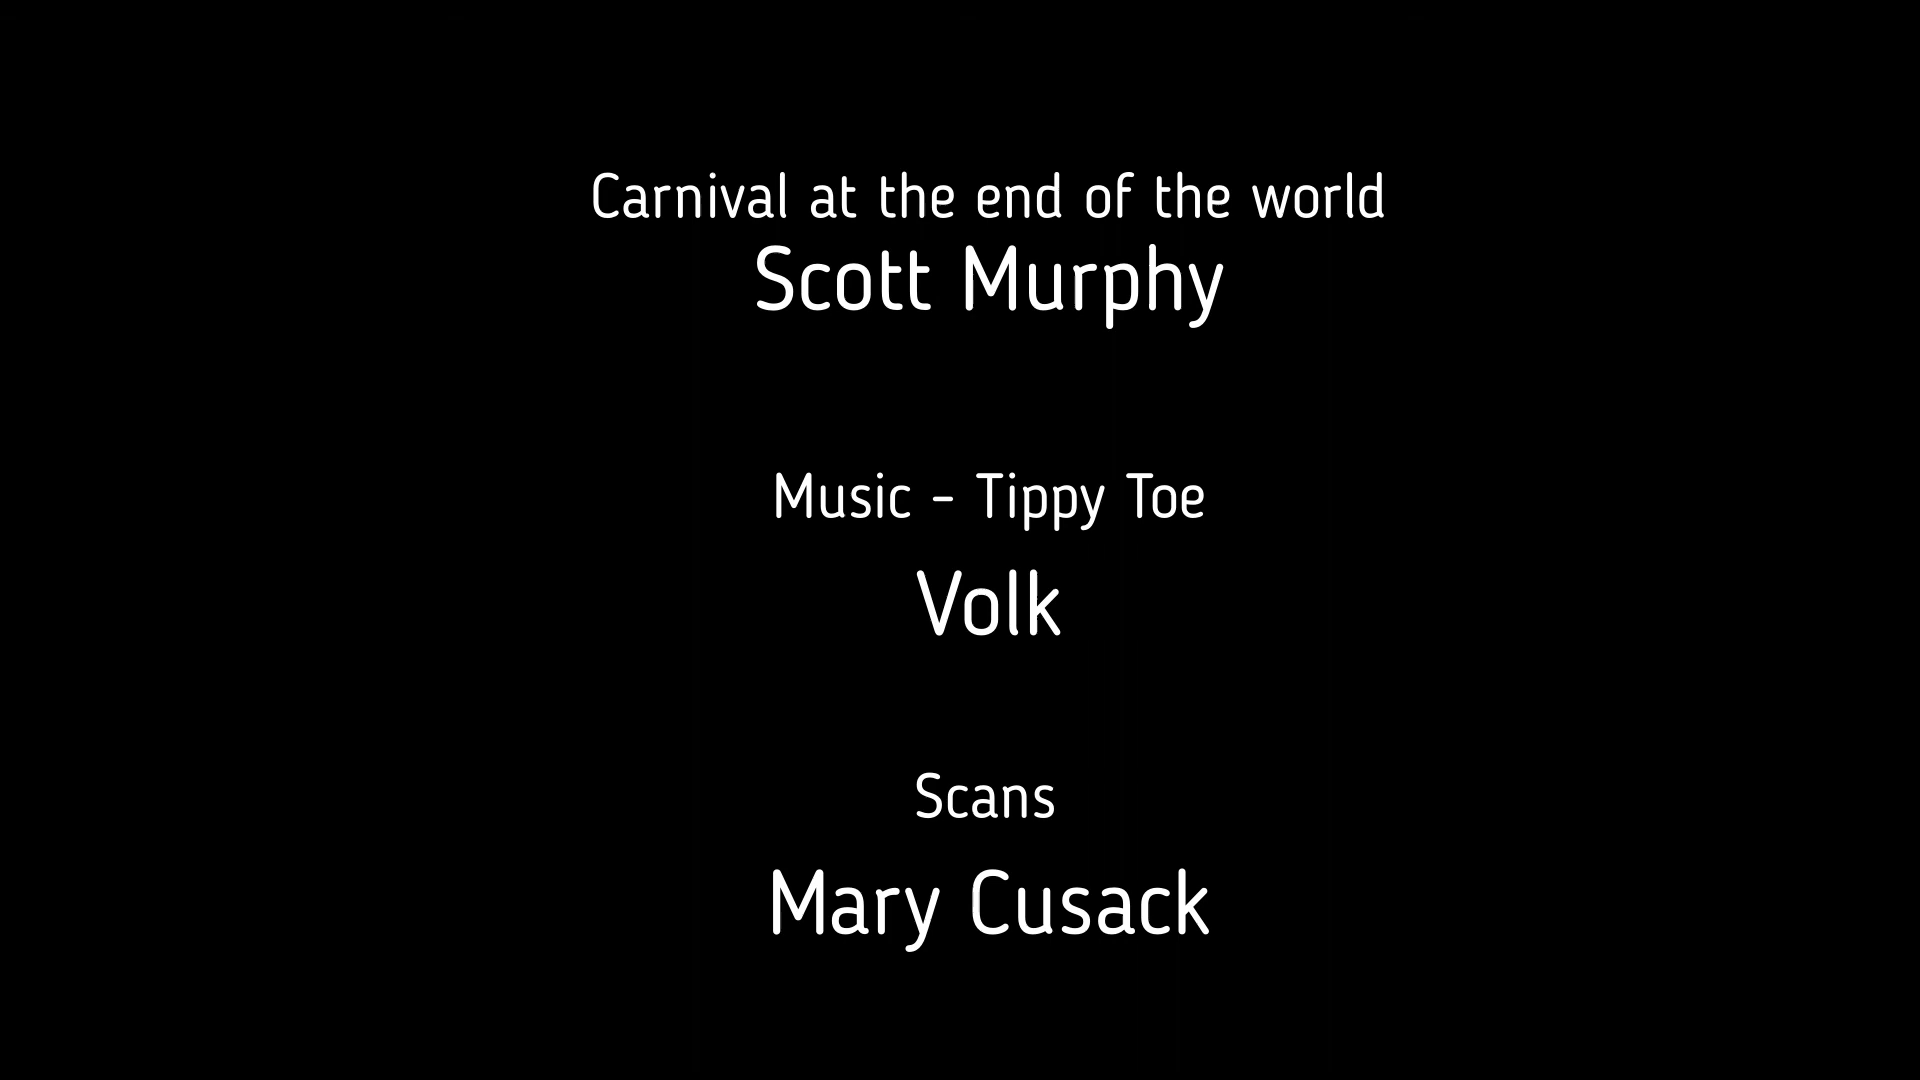 Carnival at the end of the world
Scott Murphy
Music - Tippy Toe
Volk
Scans
Mary Cusack